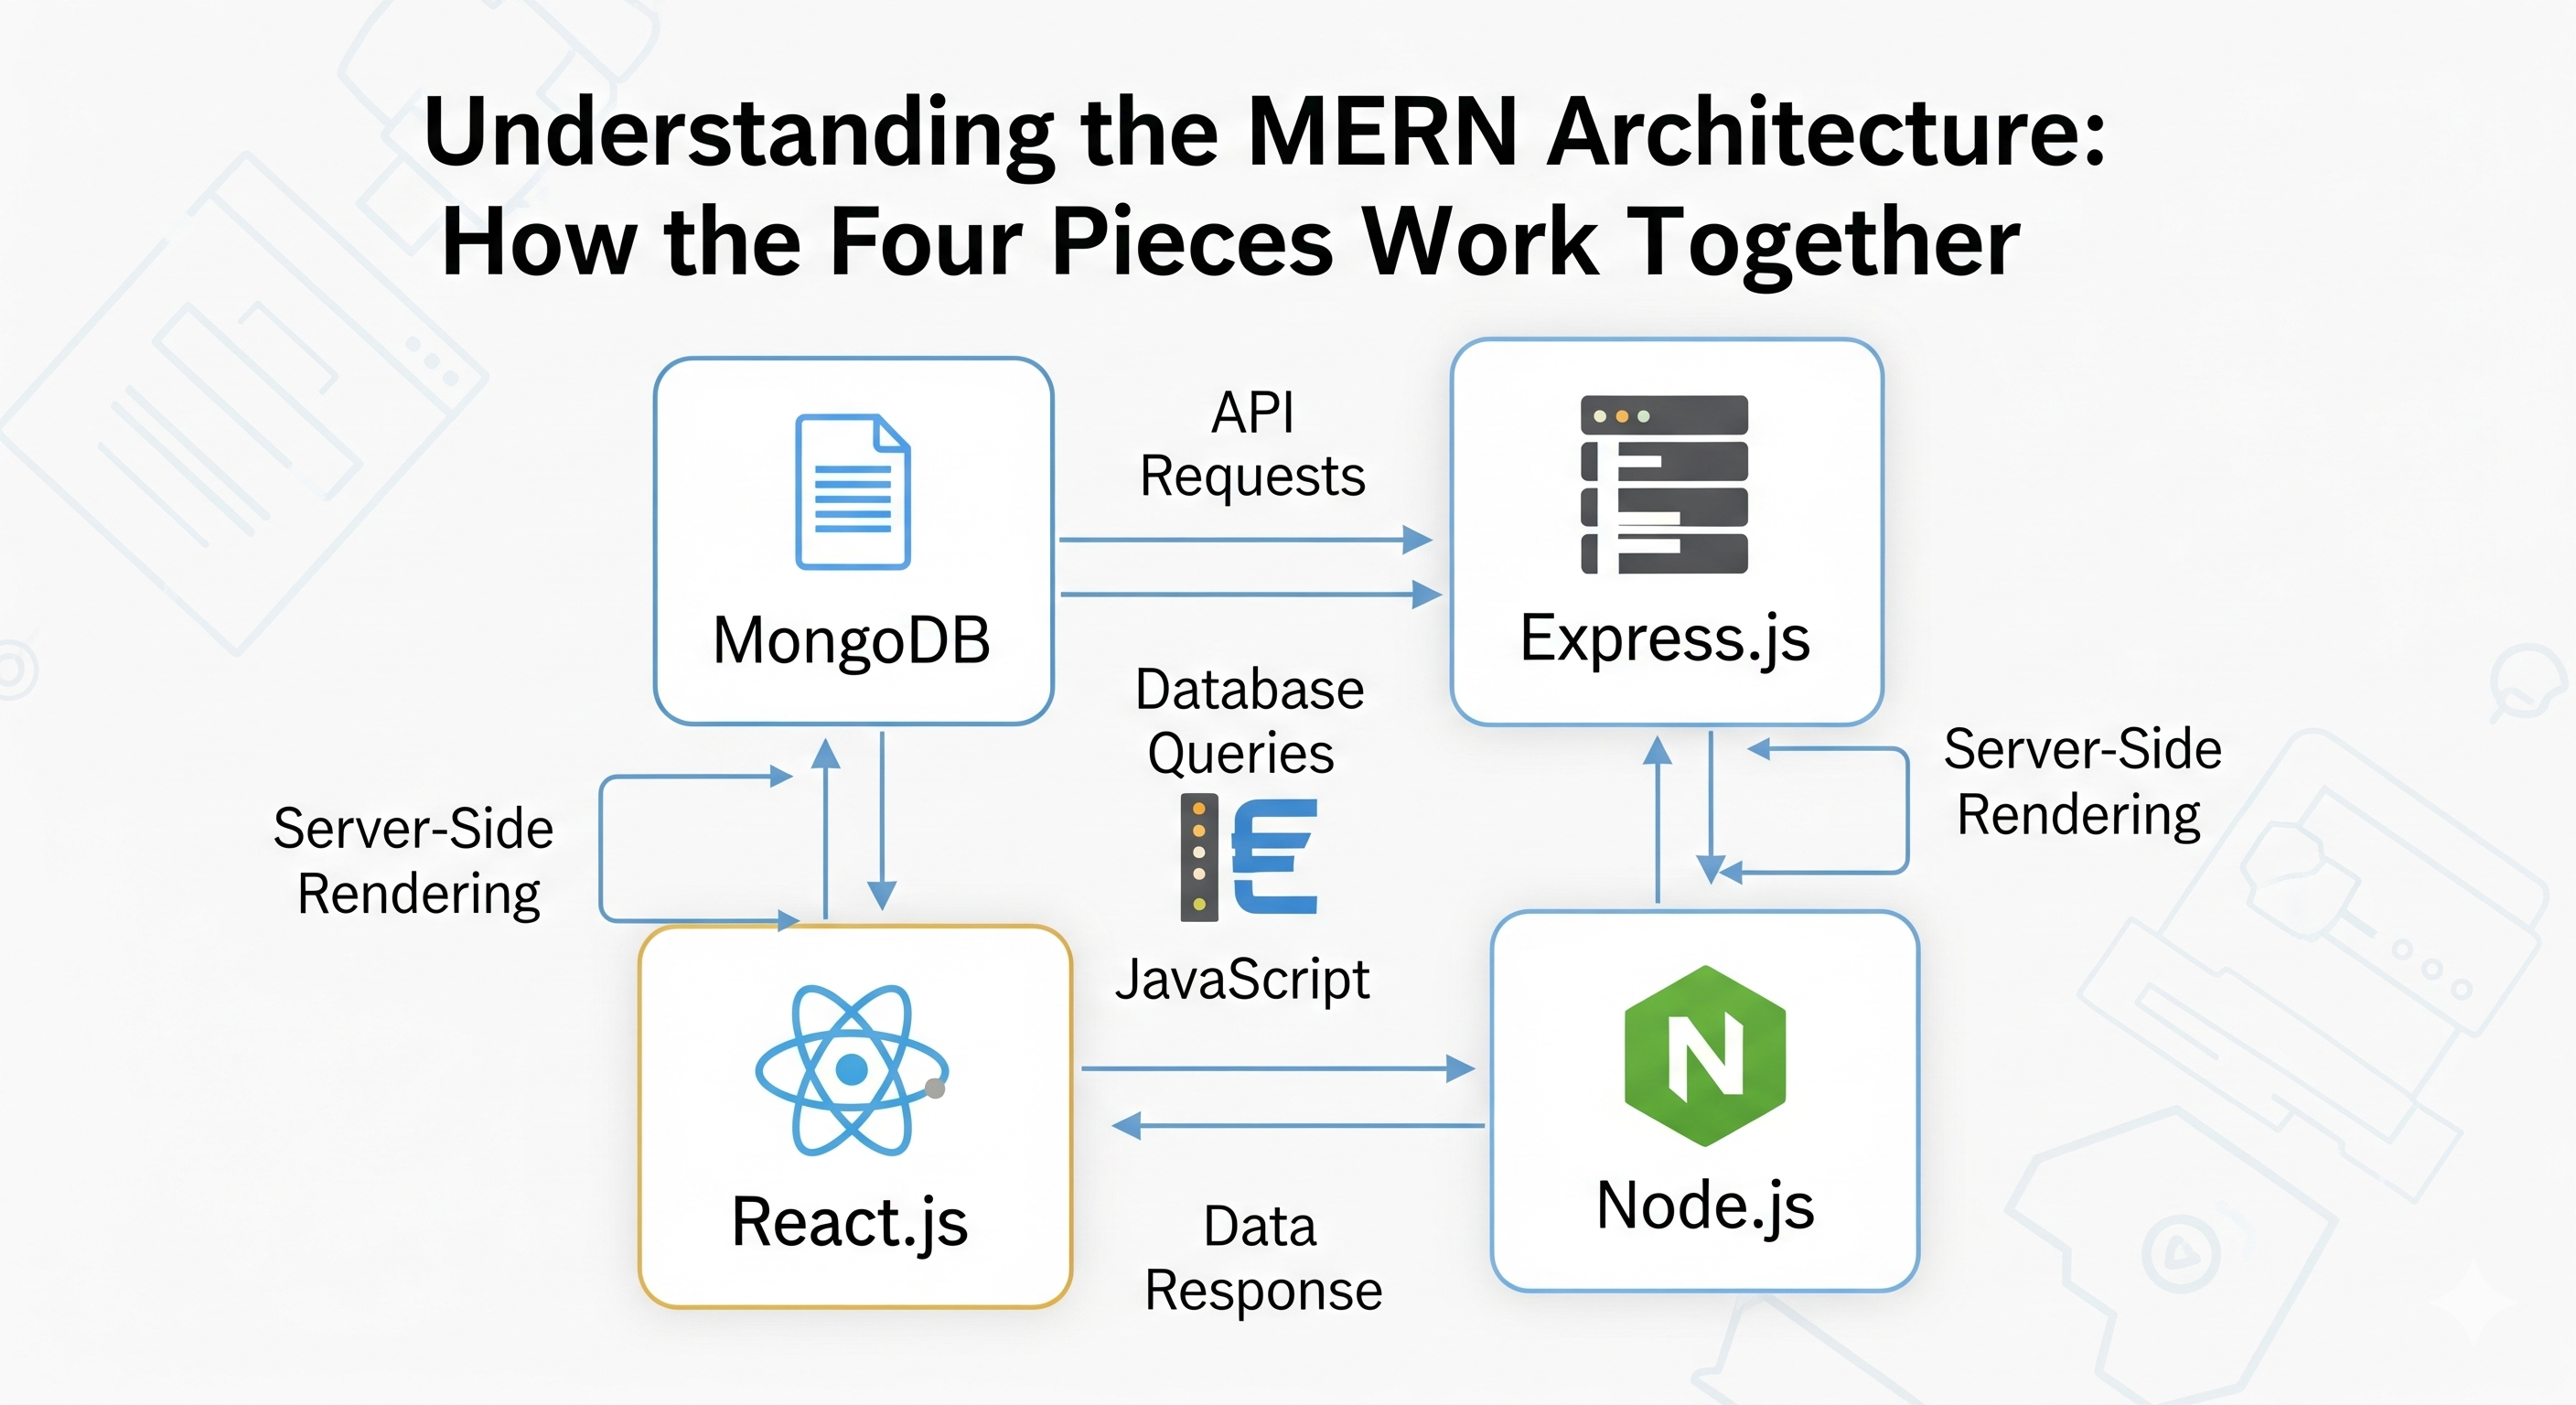 Understanding the MERN Architecture:
How the Four Pieces Work Together
MongoDB
API
Requests
Express.js
Database
Queries
Server-Side
Rendering
Server-Side
Rendering
JavaScript
React.js
N
Node.js
Data
Response